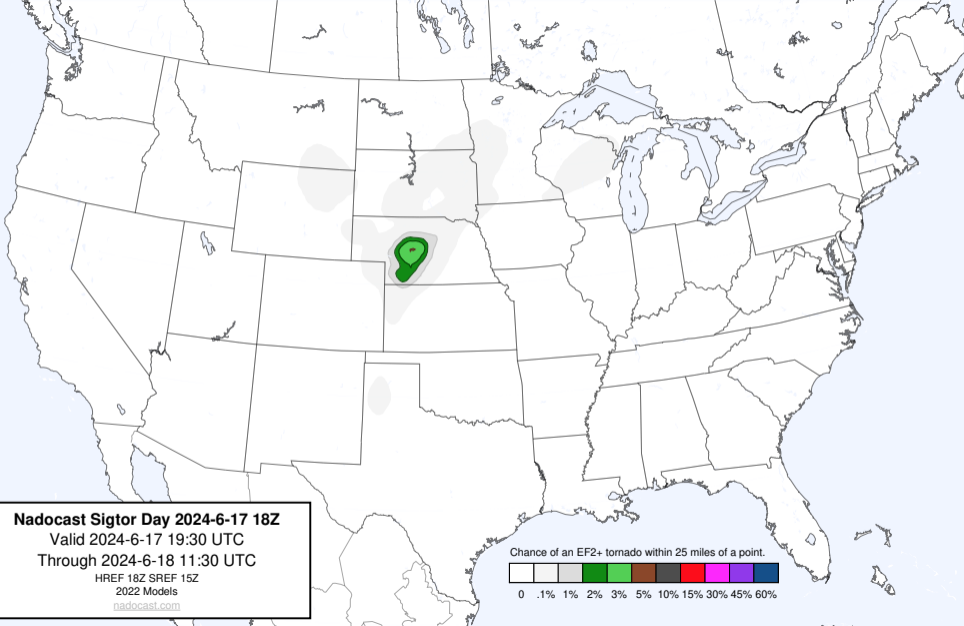 Nadocast Sigtor Day 2024-6-17 18Z
Valid 2024-6-17 19:30 UTC
Through 2024-6-18 11:30 UTC
HREF 18Z SREF 15Z
2022 Models
nadocast.com
Chance of an EF2+ tornado within 25 miles of a point.
0 .1% 1% 2% 3% 5% 10% 15% 30% 45% 60%